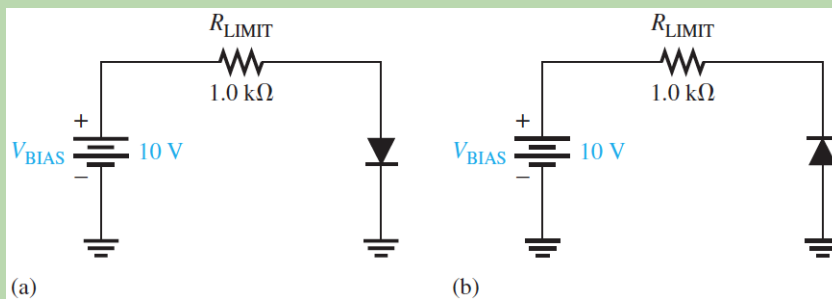 R_LIMIT
1.0 kΩ
+
V_BIAS
10 V
−
(a)
R_LIMIT
1.0 kΩ
+
V_BIAS
10 V
−
(b)